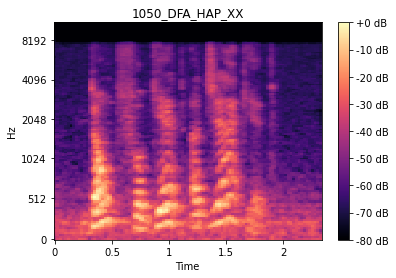 1050_DFA_HAP_XX
+0 dB
8192
-10 dB
4096
-20 dB
-30 dB
2048
Hz
-40 dB
1024
-50 dB
512
-60 dB
-70 dB
0
-80 dB
0 0.5 1 1.5 2
Time